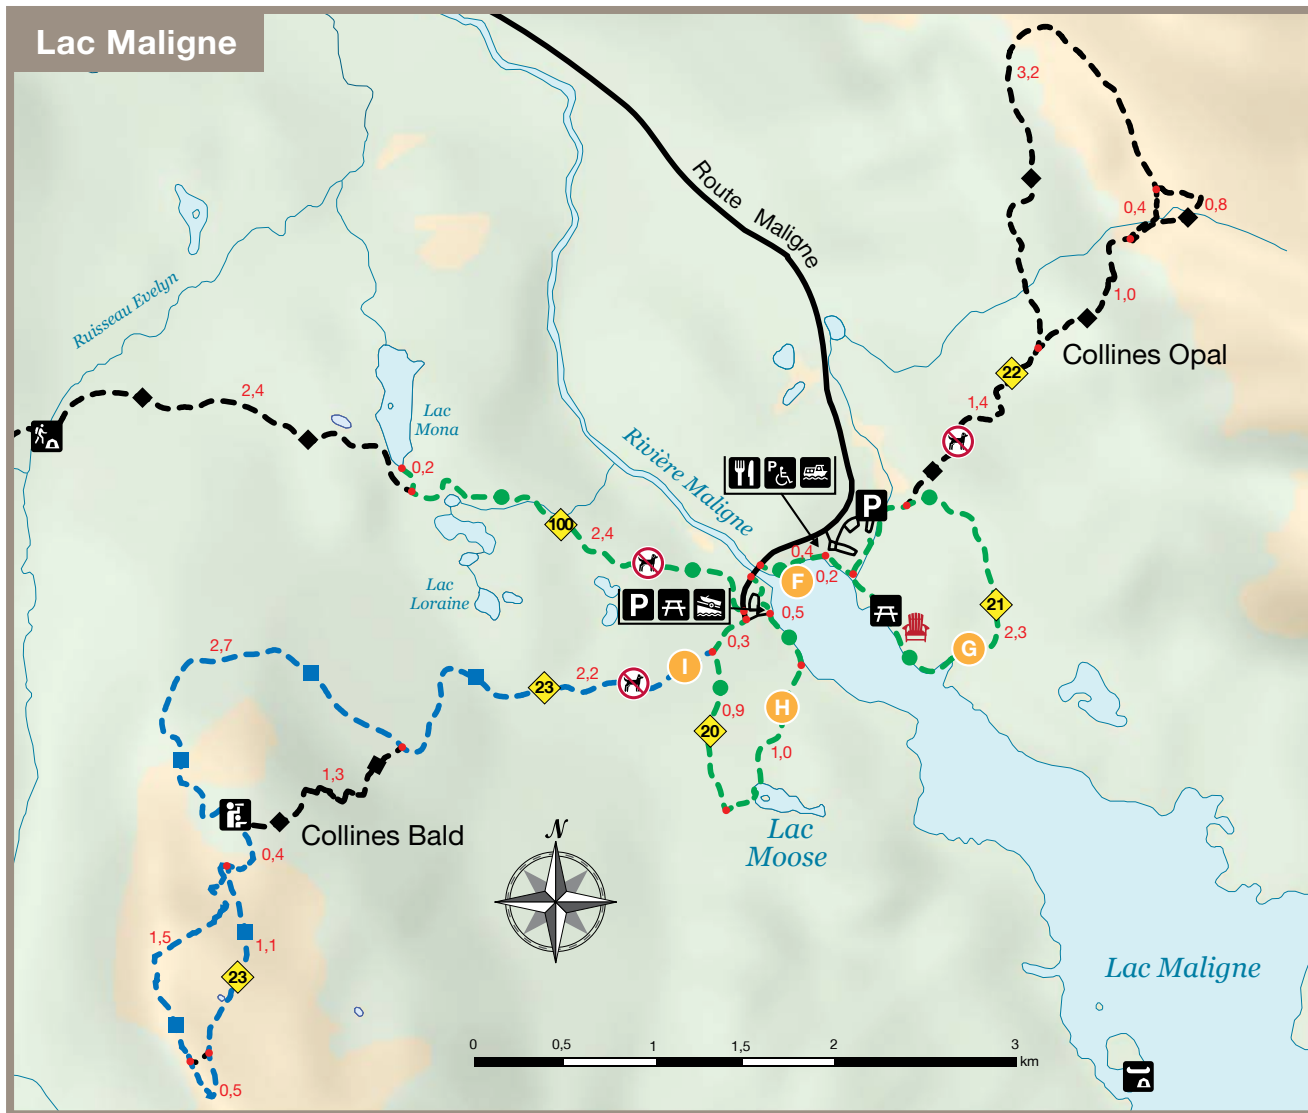 Lac Maligne
3,2
0,4
0,8
1,0
Route Maligne
Ruisseau Evelyn
Collines Opal
22
1,4
2,4
Lac
Mona
0,2
Rivière Maligne
P
P
100
2,4
0,4
0,2
F
Lac
Loraine
P
0,5
0,3
21
2,3
G
2,7
I
2,2
23
H
0,9
20
1,0
1,3
Collines Bald
Lac
Moose
0,4
N
1,5
1,1
23
Lac Maligne
0 0,5 1 1,5 2 3
km
0,5